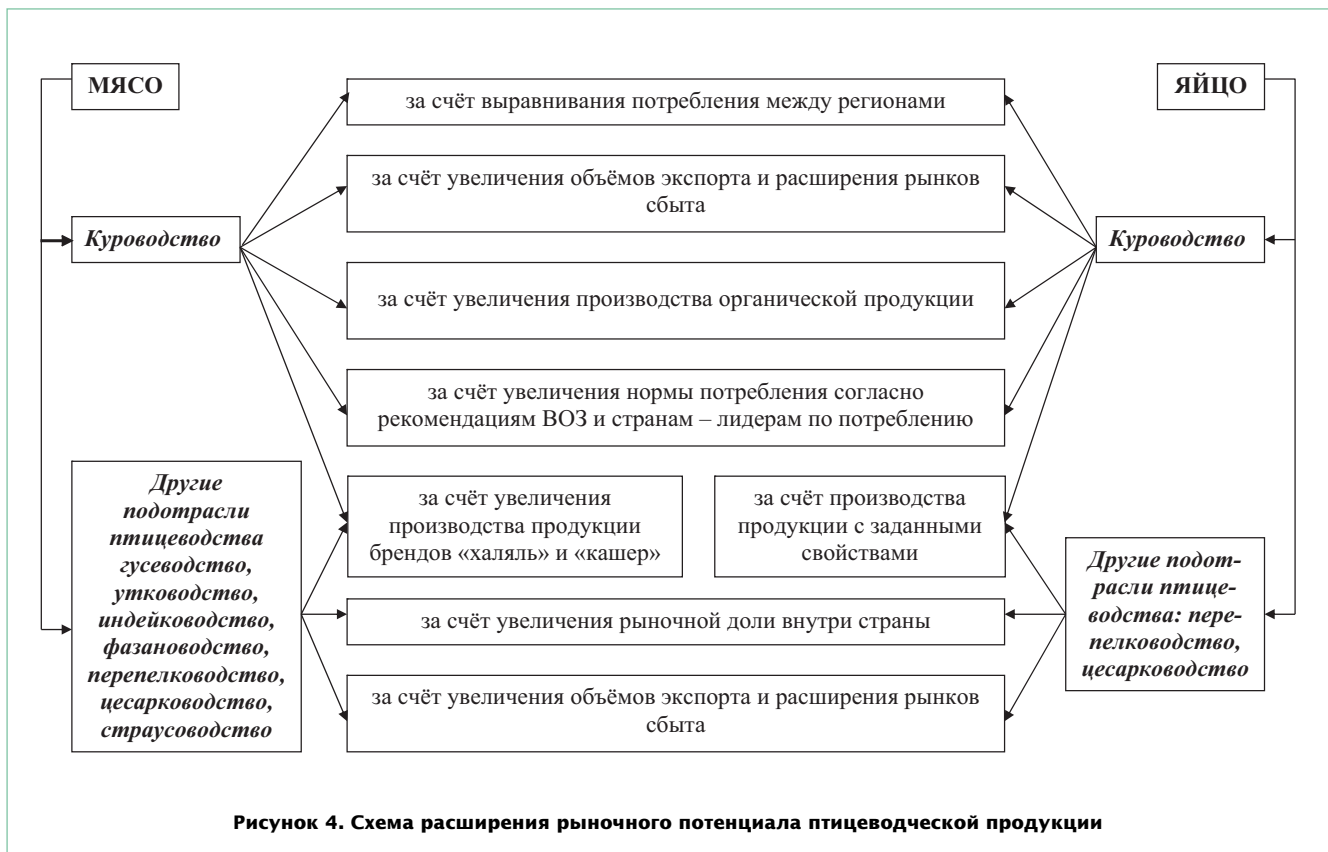 МЯСО
ЯЙЦО
за счёт выравнивания потребления между регионами
за счёт увеличения объёмов экспорта и расширения рынков
сбыта
Куроводство
Куроводство
за счёт увеличения производства органической продукции
за счёт увеличения нормы потребления согласно
рекомендациям ВОЗ и странам – лидерам по потреблению
Другие
подотрасли
птицеводства
гусеводство,
утководство,
индейководство,
фазановодство,
перепелководство,
цесарководство,
страусоводство
за счёт увеличения
производства продукции
брендов «халяль» и «кашер»
за счёт производства
продукции с заданными
свойствами
Другие подот-
расли птице-
водства: пере-
пелководство,
цесарководство
за счёт увеличения рыночной доли внутри страны
за счёт увеличения объёмов экспорта и расширения рынков
сбыта
Рисунок 4. Схема расширения рыночного потенциала птицеводческой продукции